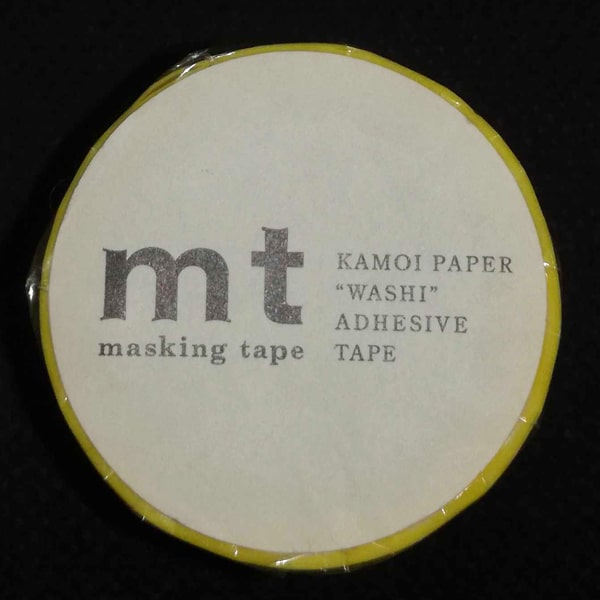 mt
masking tape
KAMOI PAPER
“WASHI”
ADHESIVE
TAPE